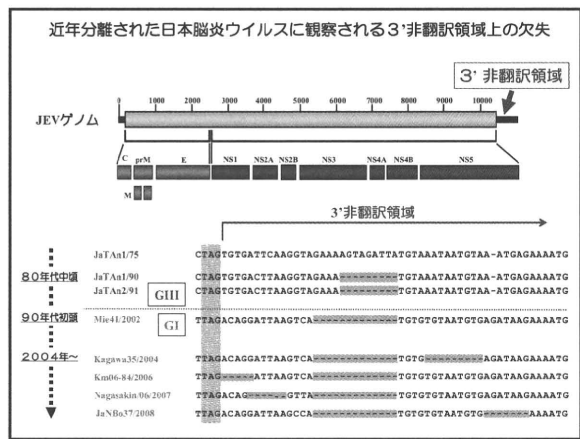 近年分離された日本脳炎ウイルスに観察される3'非翻訳領域上の欠失
3' 非翻訳領域
0 1000 2000 3000 4000 5000 6000 7000 8000 9000 10000
JEVゲノム
C prM E NS1 NS2A NS2B NS3 NS4A NS4B NS5
M
3'非翻訳領域
JaTAn1/75 CTAGTGTGATTCAAGGTAGAAAAGTAGATTATGTAAATAATGTAA-ATGAGAAAATG
80年代中頃
JaTAn1/90 CTAGTGTGACTTAAGGTAGAAAA----------TGTAAATAATGTAA-ATGAGAAAATG
JaTAn2/91 CTAGTGTGACTTAAGGTAGAAAA----------TGTAAATAATGTAA-ATGAGAAAATG
GIII
90年代初頭
Mie41/2002 TTAGACAGGATTAAGTCA-------------TGTGTGTAATGTGAGATAAGAAAATG
GI
2004年~
Kagawa35/2004 TTAGACAGGATTAAGTCA-------------TGTGTG---------AGATAAGAAAATG
Km06-84/2006 TTAG-----ATTAAGTCA-------------TGTGTGTAATGTGAGATAAGAAAATG
Nagasakin/06/2007 TTAGACAG------GTTA-------------TGTGTGTAATGTGAGATAAGAAAATG
JaNBo37/2008 TTAGACAGGATTAAGCCA-------------TGTGTGTAATGTG-------AAGAAAATG